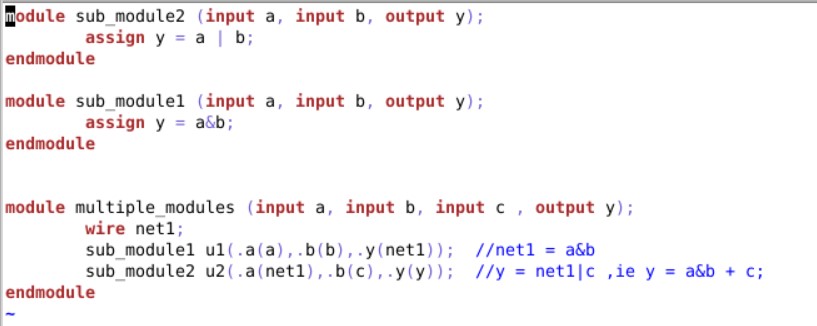 module sub_module2 (input a, input b, output y);
        assign y = a | b;
endmodule

module sub_module1 (input a, input b, output y);
        assign y = a&b;
endmodule


module multiple_modules (input a, input b, input c , output y);
        wire net1;
        sub_module1 u1(.a(a),.b(b),.y(net1));  //net1 = a&b
        sub_module2 u2(.a(net1),.b(c),.y(y));  //y = net1|c ,ie y = a&b + c;
endmodule
~